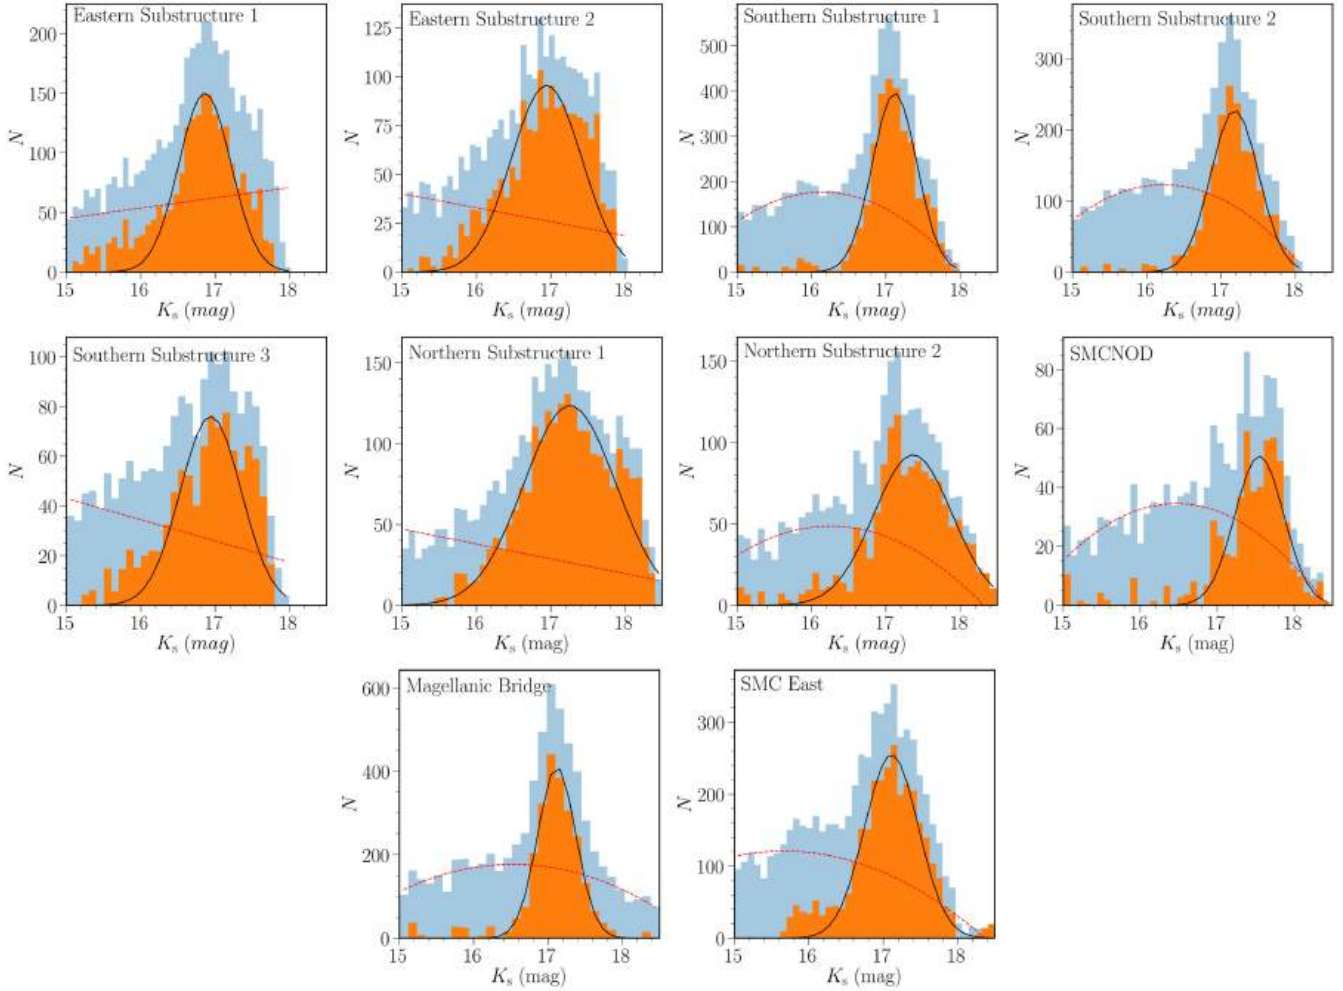 Eastern Substructure 1
200
150
100
50
0
15 16 17 18
N
Ks (mag)
Eastern Substructure 2
125
100
75
50
25
0
15 16 17 18
N
Ks (mag)
Southern Substructure 1
500
400
300
200
100
0
15 16 17 18
N
Ks (mag)
Southern Substructure 2
300
200
100
0
15 16 17 18
N
Ks (mag)
Southern Substructure 3
100
80
60
40
20
0
15 16 17 18
N
Ks (mag)
Northern Substructure 1
150
100
50
0
15 16 17 18
N
Ks (mag)
Northern Substructure 2
150
100
50
0
15 16 17 18
N
Ks (mag)
SMCNOD
80
60
40
20
0
15 16 17 18
N
Ks (mag)
Magellanic Bridge
600
400
200
0
15 16 17 18
N
Ks (mag)
SMC East
300
200
100
0
15 16 17 18
N
Ks (mag)